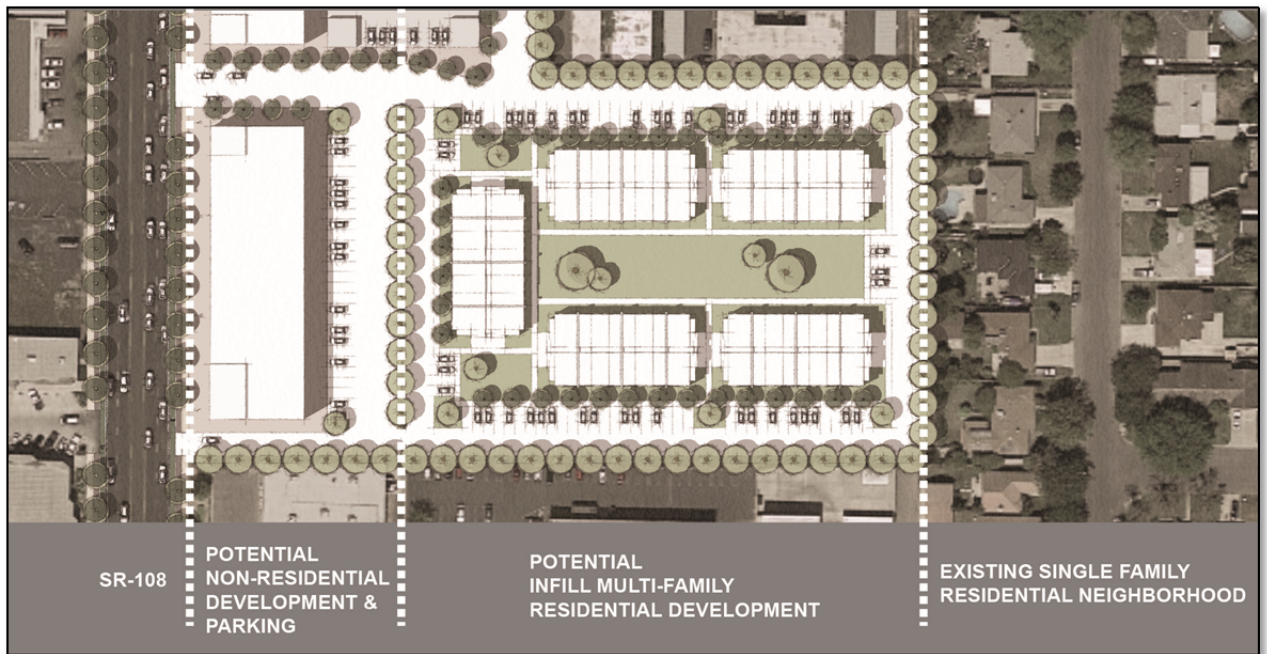 SR-108
POTENTIAL
NON-RESIDENTIAL
DEVELOPMENT &
PARKING
POTENTIAL
INFILL MULTI-FAMILY
RESIDENTIAL DEVELOPMENT
EXISTING SINGLE FAMILY
RESIDENTIAL NEIGHBORHOOD